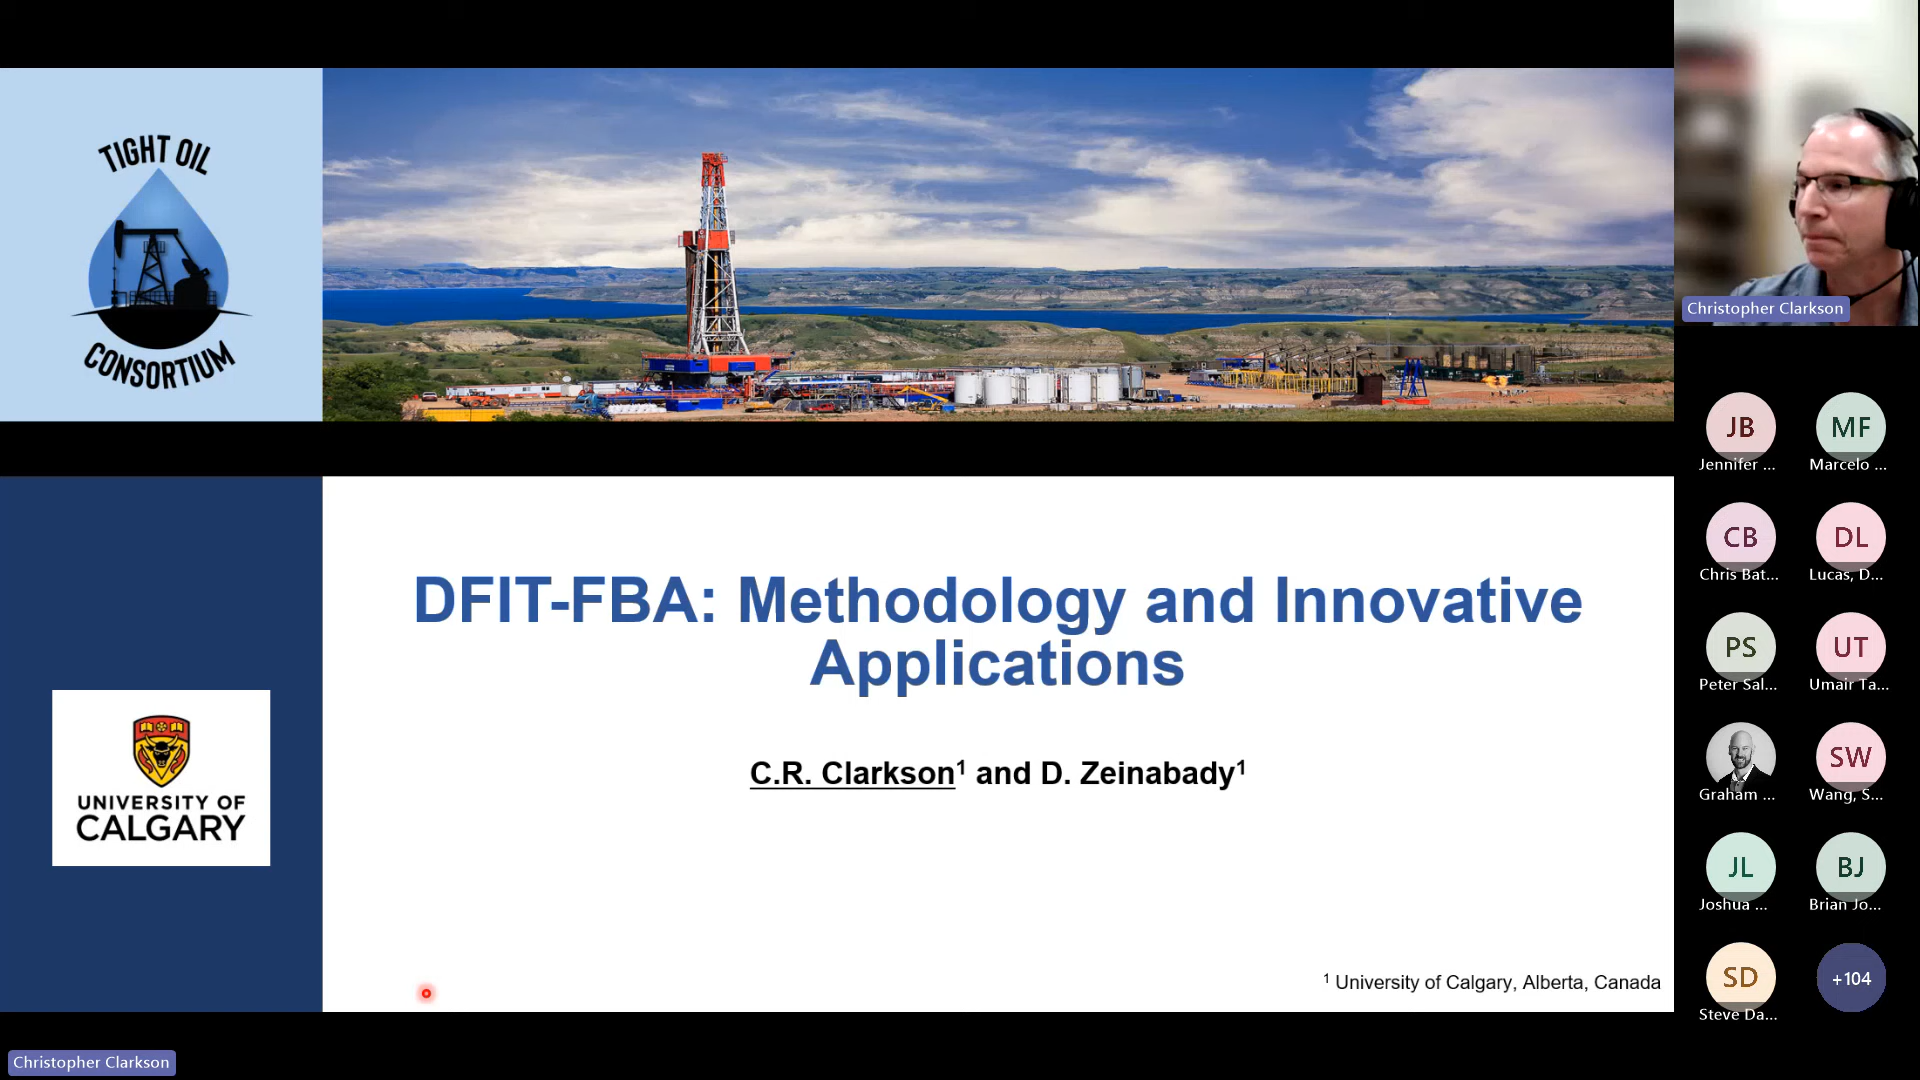 TIGHT OIL
CONSORTIUM
UNIVERSITY OF
CALGARY
DFIT-FBA: Methodology and Innovative
Applications
C.R. Clarkson¹ and D. Zeinabady¹
¹ University of Calgary, Alberta, Canada
Christopher Clarkson
Christopher Clarkson
JB
Jennifer ...
MF
Marcelo ...
CB
Chris Bat...
DL
Lucas, D...
PS
Peter Sal...
UT
Umair Ta...
Graham ...
SW
Wang, S...
JL
Joshua ...
BJ
Brian Jo...
SD
Steve Da...
+104